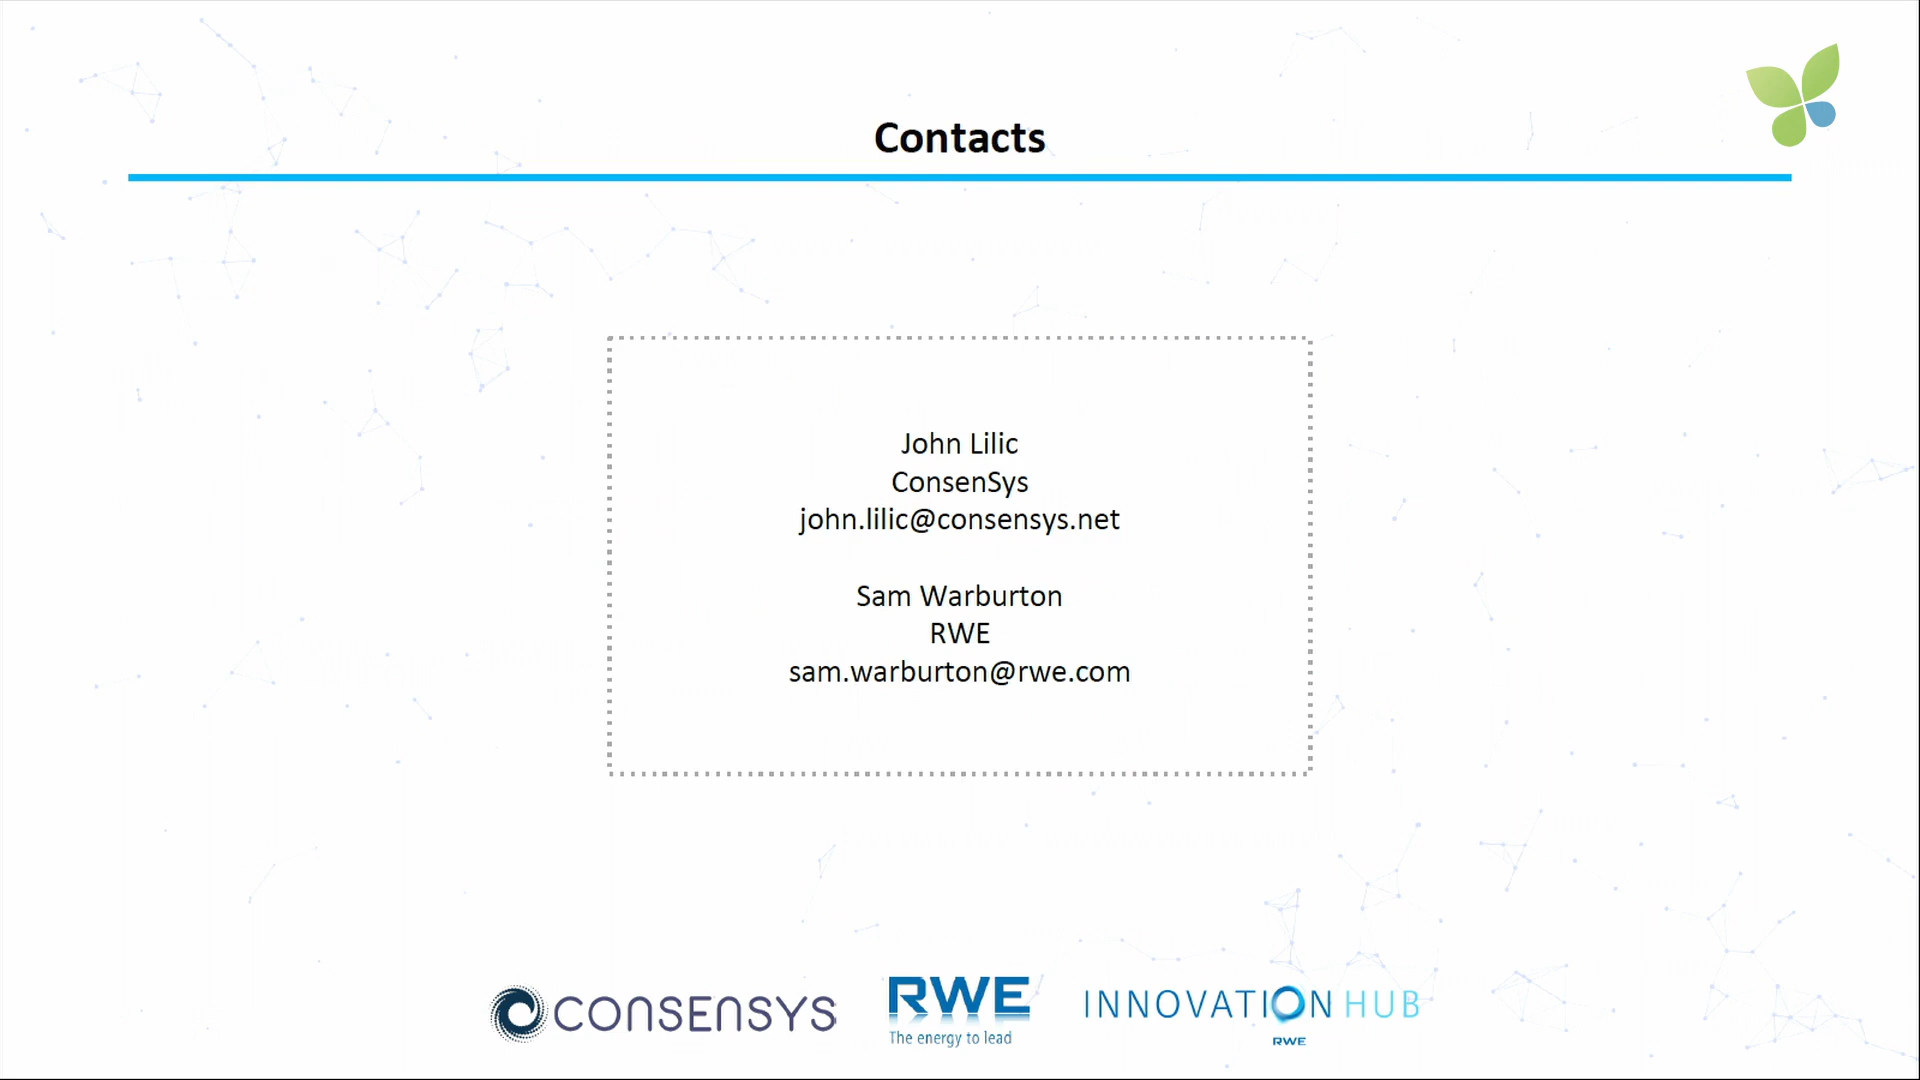 Contacts
John Lilic
ConsenSys
john.lilic@consensys.net
Sam Warburton
RWE
sam.warburton@rwe.com
CONSENSYS
RWE
The energy to lead
INNOVATION HUB
RWE